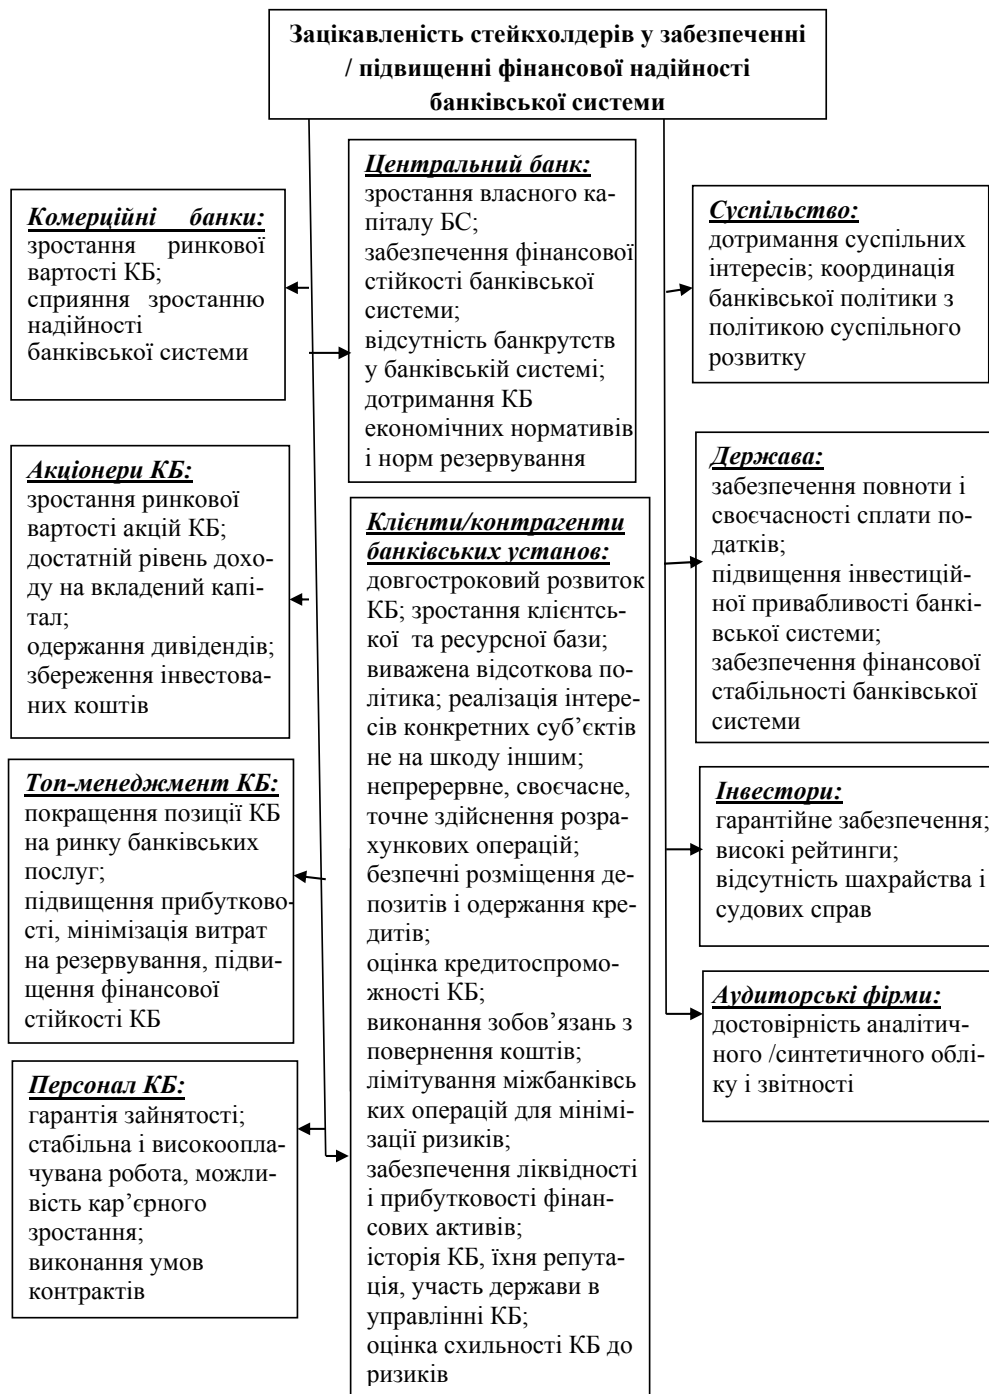 Зацікавленість стейкхолдерів у забезпеченні
/ підвищенні фінансової надійності
банківської системи
Комерційні банки:
зростання ринкової
вартості КБ;
сприяння зростанню
надійності
банківської системи
Акціонери КБ:
зростання ринкової
вартості акцій КБ;
достатній рівень дохо-
ду на вкладений капі-
тал;
одержання дивідендів;
збереження інвестова-
них коштів
Топ-менеджмент КБ:
покращення позиції КБ
на ринку банківських
послуг;
підвищення прибутково-
сті, мінімізація витрат
на резервування, підви-
щення фінансової
стійкості КБ
Персонал КБ:
гарантія зайнятості;
стабільна і високоопла-
чувана робота, можли-
вість кар’єрного
зростання;
виконання умов
контрактів
Центральний банк:
зростання власного ка-
піталу БС;
забезпечення фінансової
стійкості банківської
системи;
відсутність банкрутств
у банківській системі;
дотримання КБ
економічних нормативів
і норм резервування
Клієнти/контрагенти
банківських установ:
довгостроковий розвиток
КБ; зростання клієнтсь-
кої та ресурсної бази;
виважена відсоткова по-
літика; реалізація інтере-
сів конкретних суб’єктів
не на шкоду іншим;
непрерервне, своєчасне,
точне здійснення розра-
хункових операцій;
безпечні розміщення де-
позитів і одержання кре-
дитів;
оцінка кредитоспромо-
жності КБ;
виконання зобов’язань з
повернення коштів;
лімітування міжбанківсь
ких операцій для мінімі-
зації ризиків;
забезпечення ліквідності
і прибутковості фінан-
сових активів;
історія КБ, їхня репута-
ція, участь держави в
управлінні КБ;
оцінка схильності КБ до
ризиків
Суспільство:
дотримання суспільних
інтересів; координація
банківської політики з
політикою суспільного
розвитку
Держава:
забезпечення повноти і
своєчасності сплати по-
датків;
підвищення інвестицій-
ної привабливості банкі-
вської системи;
забезпечення фінансової
стабільності банківської
системи
Інвестори:
гарантійне забезпечення;
високі рейтинги;
відсутність шахрайства і
судових справ
Аудиторські фірми:
достовірність аналітич-
ного /синтетичного облі-
ку і звітності